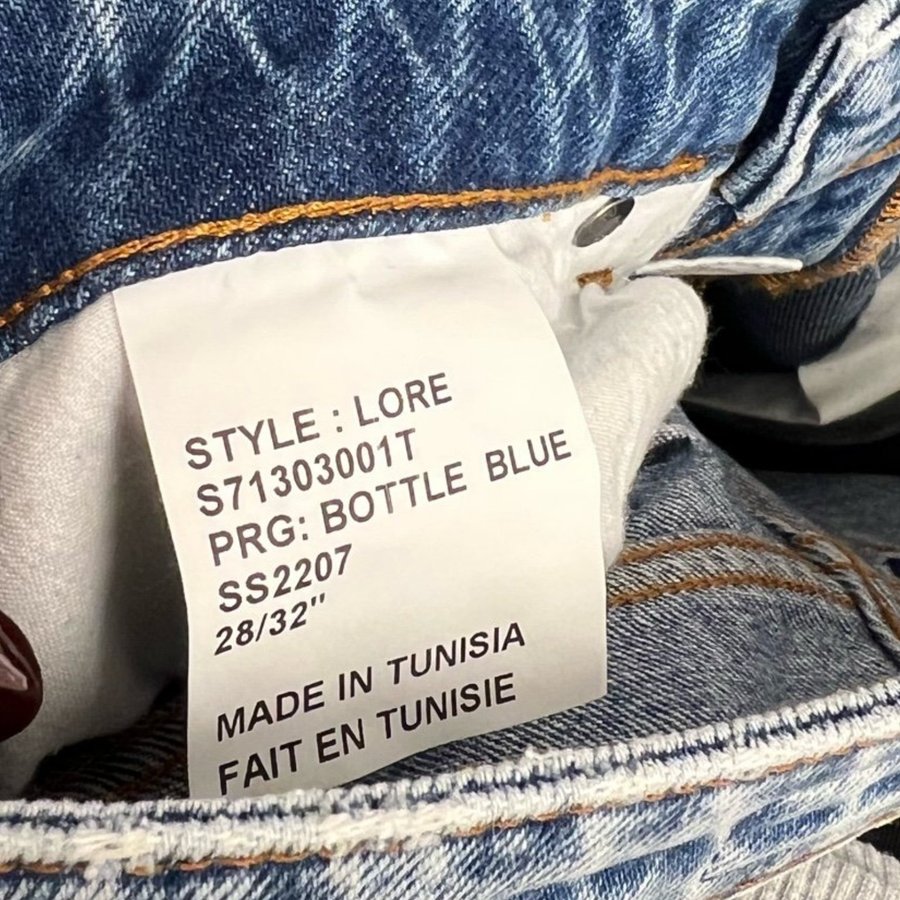 STYLE : LORE
S71303001T
PRG: BOTTLE BLUE
SS2207
28/32"
MADE IN TUNISIA
FAIT EN TUNISIE